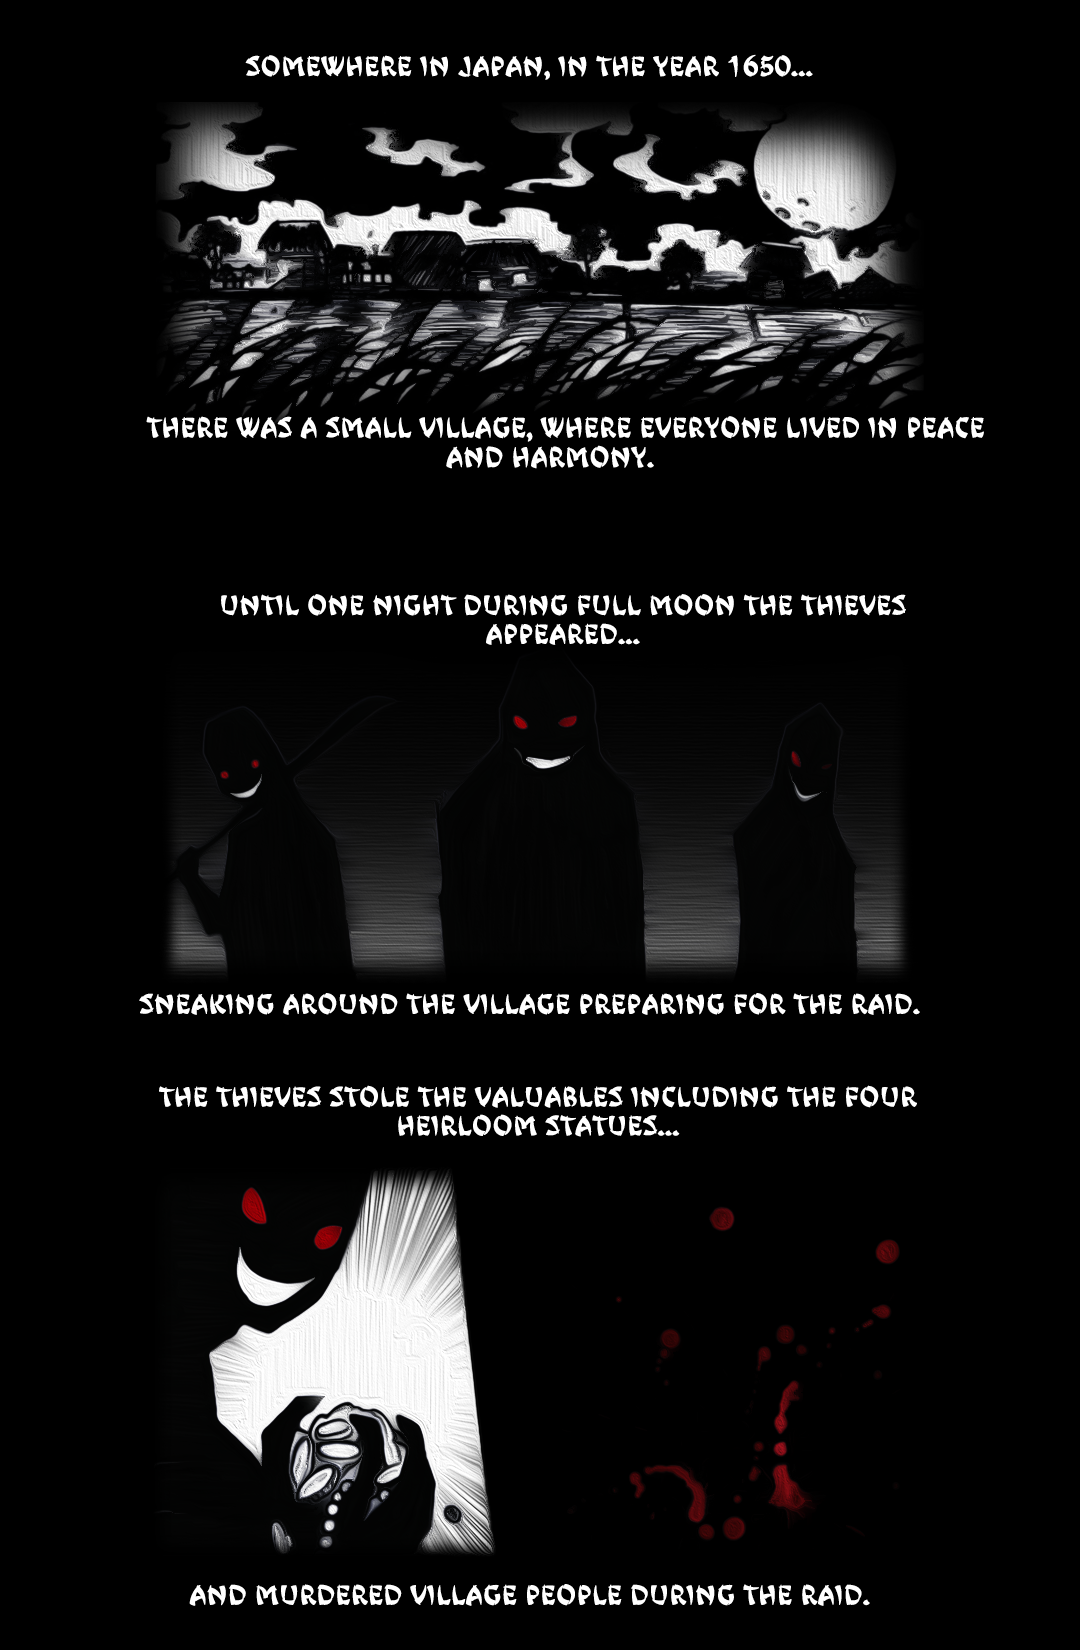 SOMEWHERE IN JAPAN, IN THE YEAR 1650...
THERE WAS A SMALL VILLAGE, WHERE EVERYONE LIVED IN PEACE
AND HARMONY.
UNTIL ONE NIGHT DURING FULL MOON THE THIEVES
APPEARED...
SNEAKING AROUND THE VILLAGE PREPARING FOR THE RAID.
THE THIEVES STOLE THE VALUABLES INCLUDING THE FOUR
HEIRLOOM STATUES...
AND MURDERED VILLAGE PEOPLE DURING THE RAID.